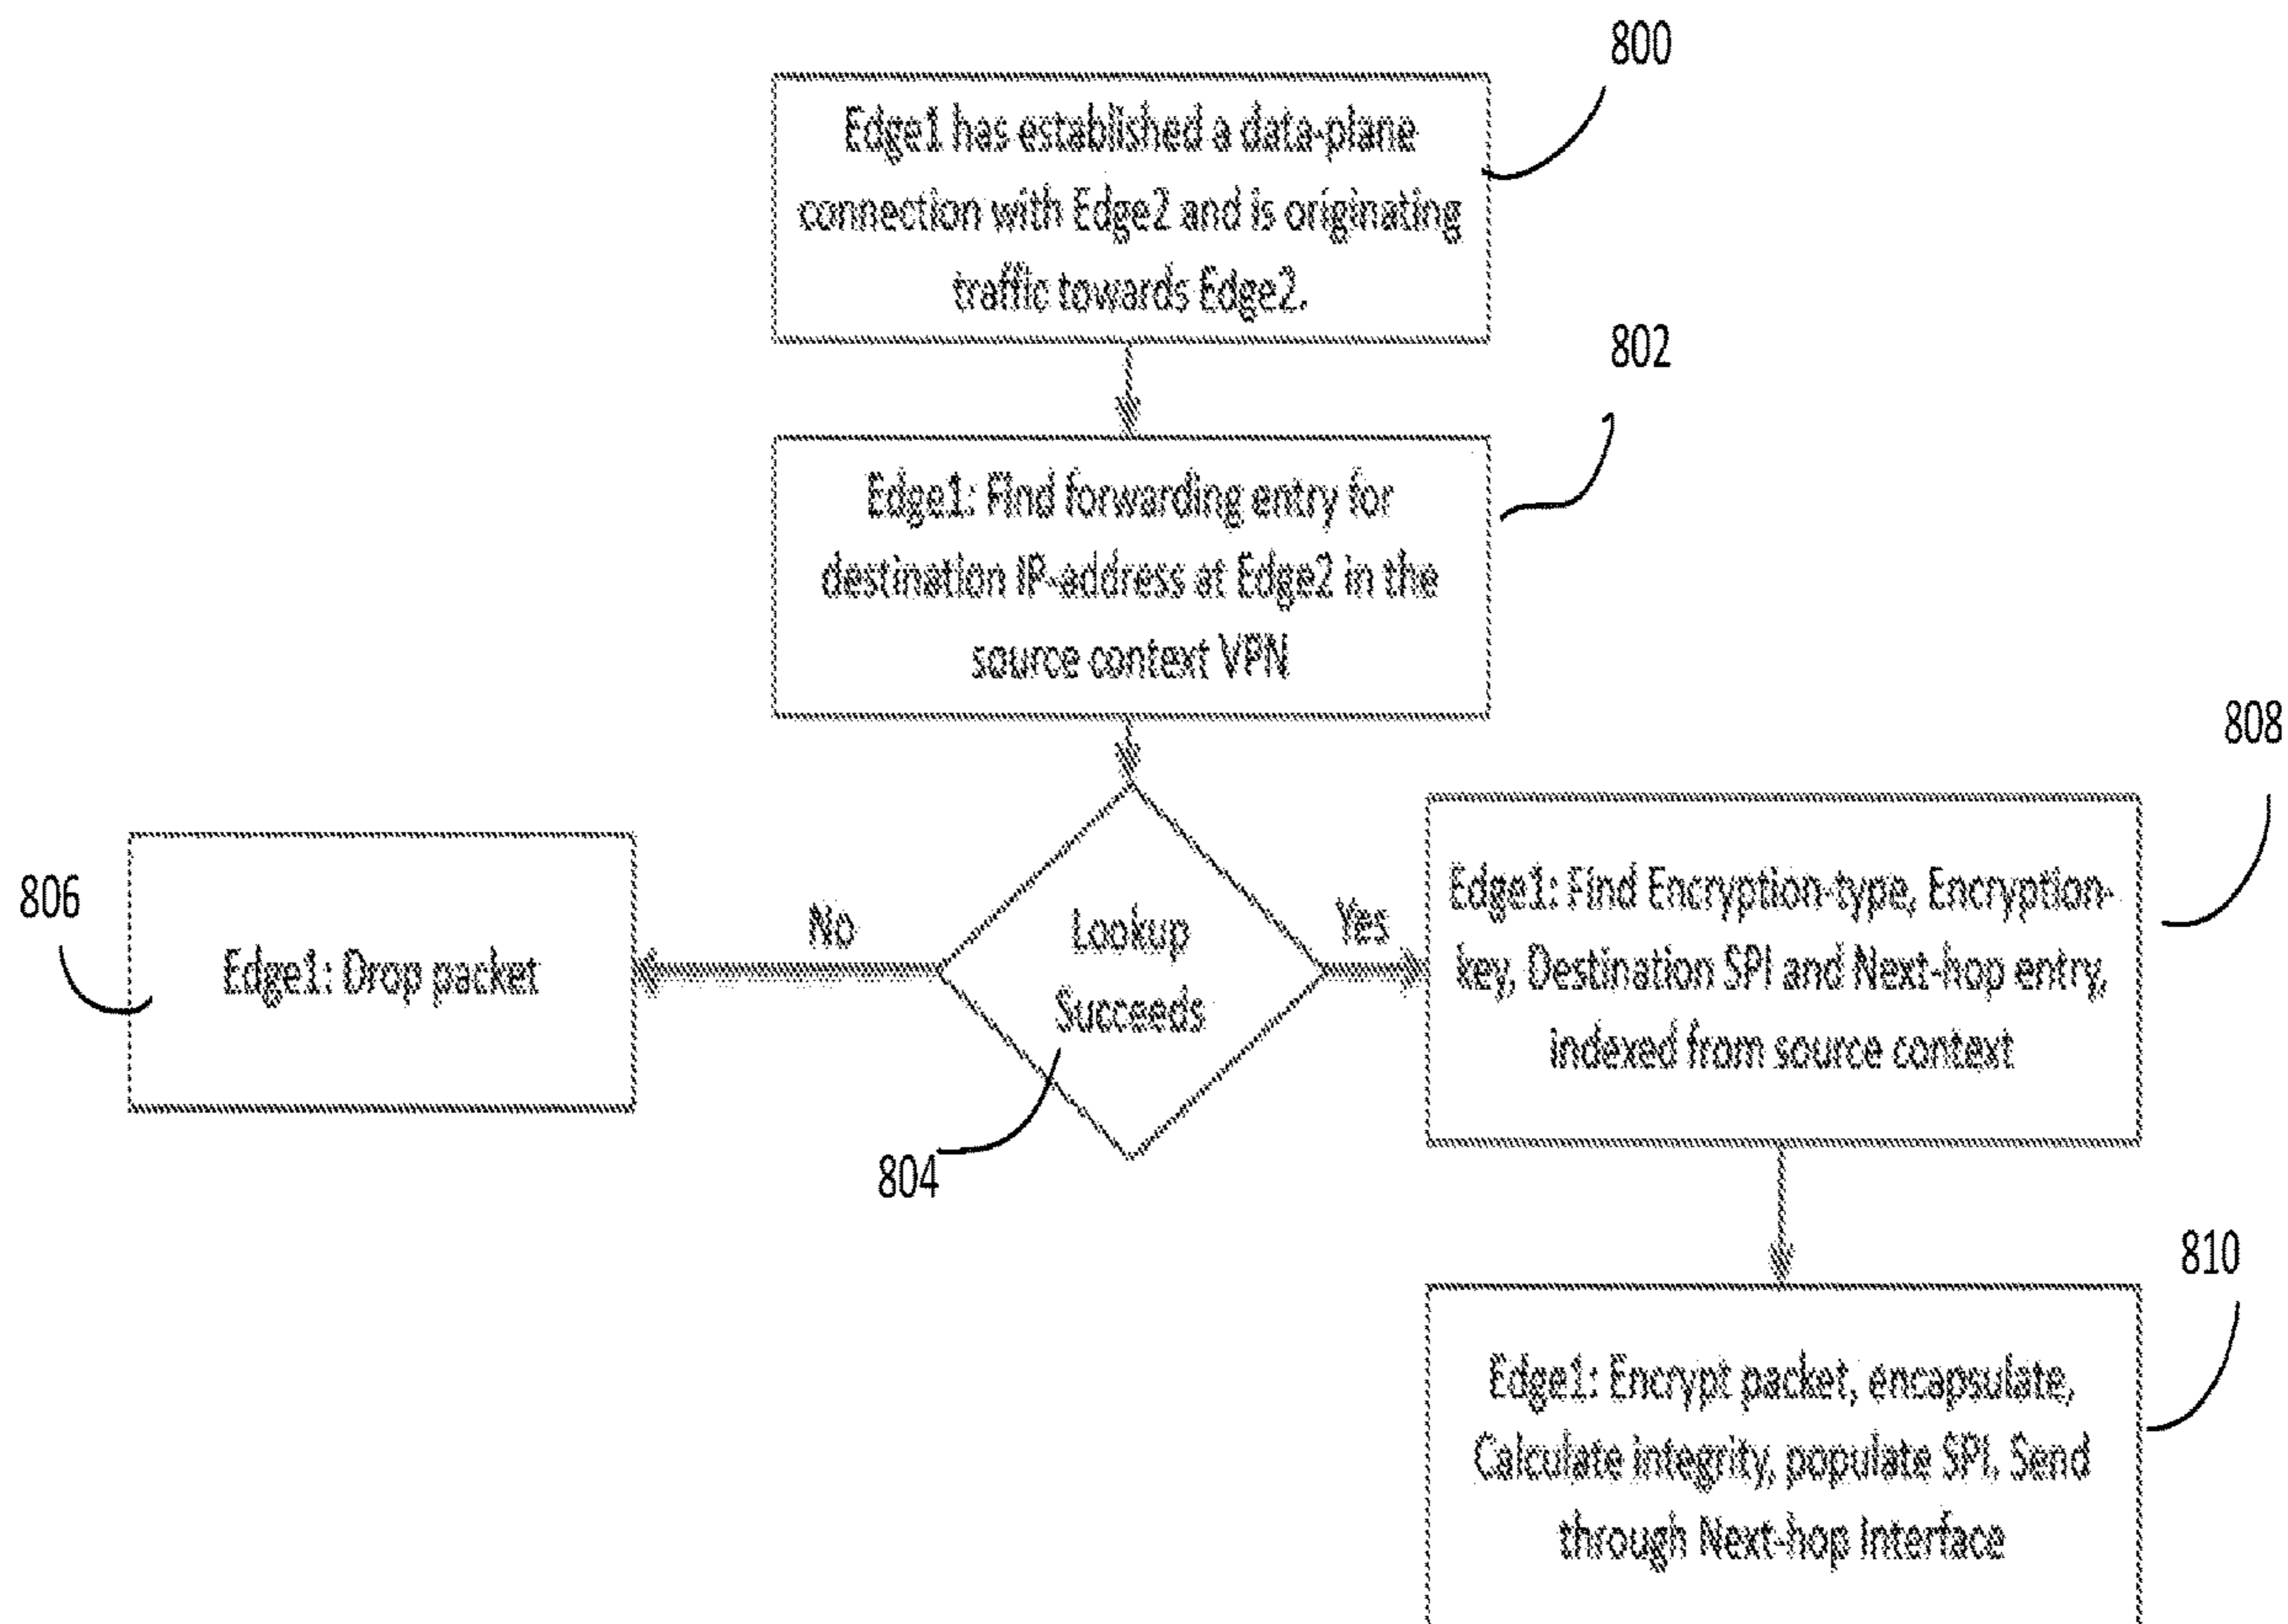 800
Edge1 has established a data-plane
connection with Edge2 and is originating
traffic towards Edge2.
802
Edge1: Find forwarding entry for
destination IP-address at Edge2 in the
source context VPN
808
806
Edge1: Drop packet
No
Lookup
Succeeds
Yes
Edge1: Find Encryption-type, Encryption-
key, Destination SPI and Next-hop entry,
indexed from source context
804
810
Edge1: Encrypt packet, encapsulate,
Calculate integrity, populate SPI. Send
through Next-hop Interface